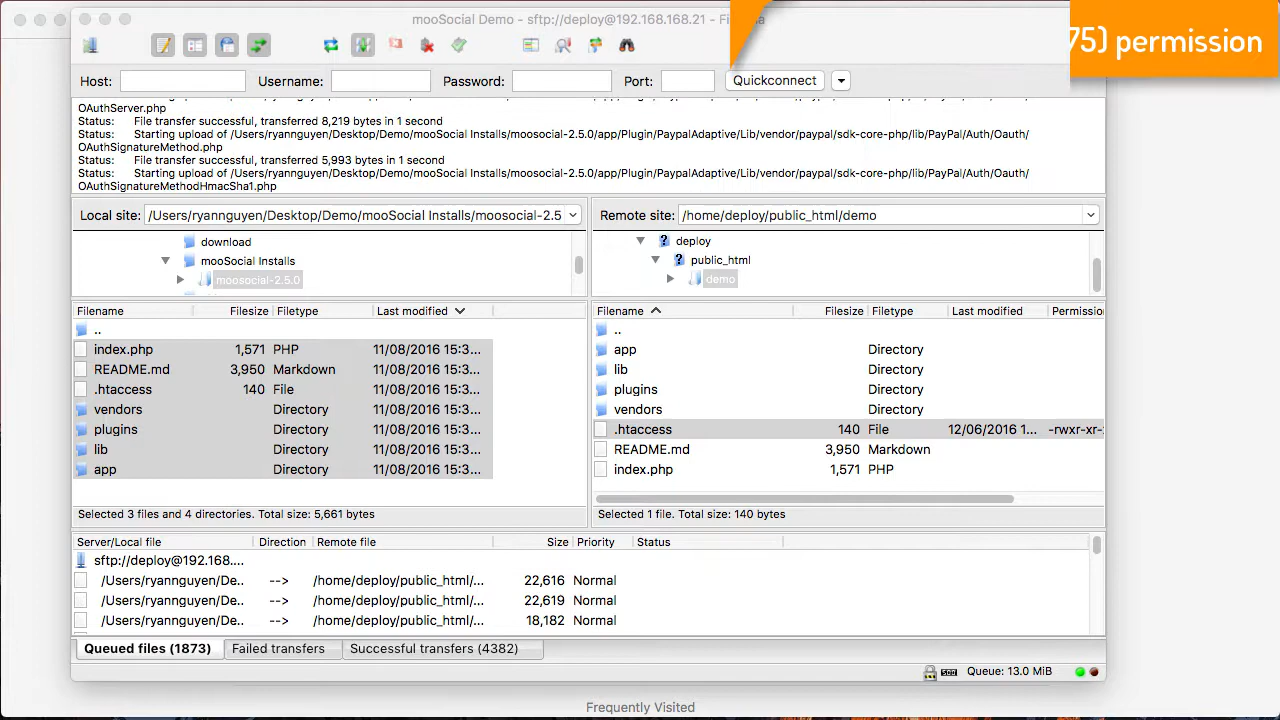 mooSocial Demo - sftp://deploy@192.168.168.21 -
75) permission
Host: Username: Password: Port: Quickconnect
OAuthServer.php
Status: File transfer successful, transferred 8,219 bytes in 1 second
Status: Starting upload of /Users/ryannguyen/Desktop/Demo/mooSocial Installs/moosocial-2.5.0/app/Plugin/PaypalAdaptive/Lib/vendor/paypal/sdk-core-php/lib/PayPal/Auth/Oauth/
OAuthSignatureMethod.php
Status: File transfer successful, transferred 5,993 bytes in 1 second
Status: Starting upload of /Users/ryannguyen/Desktop/Demo/mooSocial Installs/moosocial-2.5.0/app/Plugin/PaypalAdaptive/Lib/vendor/paypal/sdk-core-php/lib/PayPal/Auth/Oauth/
OAuthSignatureMethodHmacSha1.php
Local site: /Users/ryannguyen/Desktop/Demo/mooSocial Installs/moosocial-2.5
Remote site: /home/deploy/public_html/demo
download
mooSocial Installs
moosocial-2.5.0
? deploy
? public_html
demo
Filename Filesize Filetype Last modified
..
index.php 1,571 PHP 11/08/2016 15:3...
README.md 3,950 Markdown 11/08/2016 15:3...
.htaccess 140 File 11/08/2016 15:3...
vendors Directory 11/08/2016 15:3...
plugins Directory 11/08/2016 15:3...
lib Directory 11/08/2016 15:3...
app Directory 11/08/2016 15:3...
Selected 3 files and 4 directories. Total size: 5,661 bytes
Filename Filesize Filetype Last modified Permission
..
app Directory
lib Directory
plugins Directory
vendors Directory
.htaccess 140 File 12/06/2016 1... -rwxr-xr-
README.md 3,950 Markdown
index.php 1,571 PHP
Selected 1 file. Total size: 140 bytes
Server/Local file Direction Remote file Size Priority Status
sftp://deploy@192.168....
/Users/ryannguyen/De.. --> /home/deploy/public_html/... 22,616 Normal
/Users/ryannguyen/De.. --> /home/deploy/public_html/... 22,619 Normal
/Users/ryannguyen/De.. --> /home/deploy/public_html/... 18,182 Normal
Queued files (1873) Failed transfers Successful transfers (4382)
Queue: 13.0 MiB
Frequently Visited